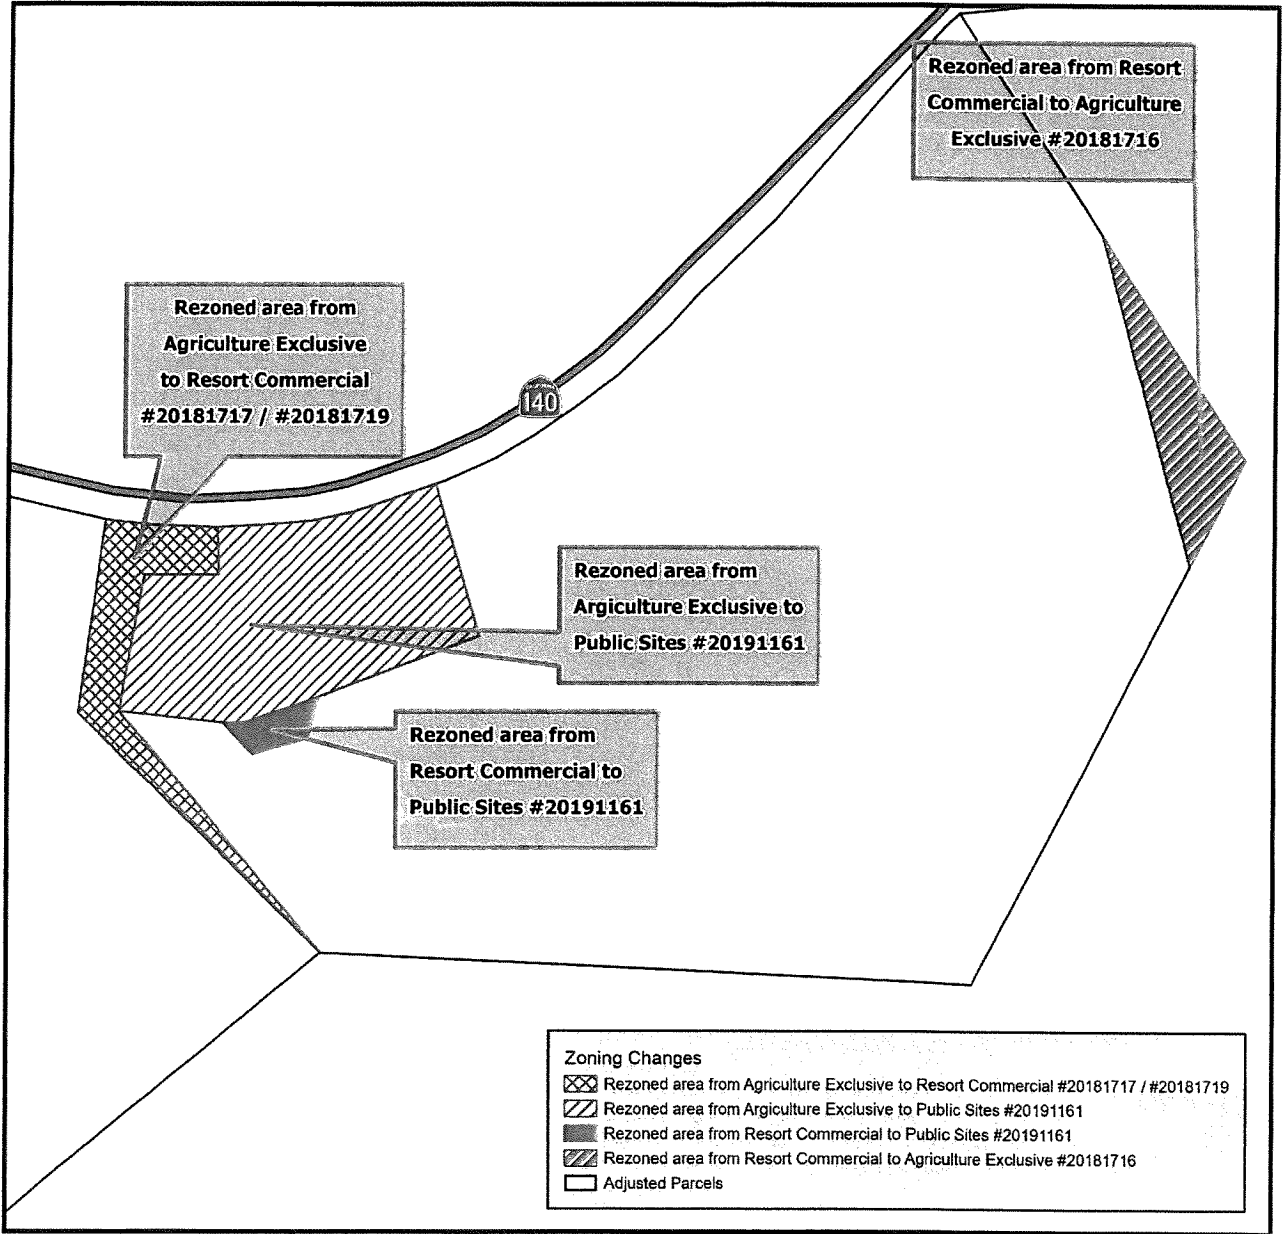 Rezoned area from Resort
Commercial to Agriculture
Exclusive #20181716
Rezoned area from
Agriculture Exclusive
to Resort Commercial
#20181717 / #20181719
140
Rezoned area from
Argiculture Exclusive to
Public Sites #20191161
Rezoned area from
Resort Commercial to
Public Sites #20191161
Zoning Changes
Rezoned area from Agriculture Exclusive to Resort Commercial #20181717 / #20181719
Rezoned area from Argiculture Exclusive to Public Sites #20191161
Rezoned area from Resort Commercial to Public Sites #20191161
Rezoned area from Resort Commercial to Agriculture Exclusive #20181716
Adjusted Parcels